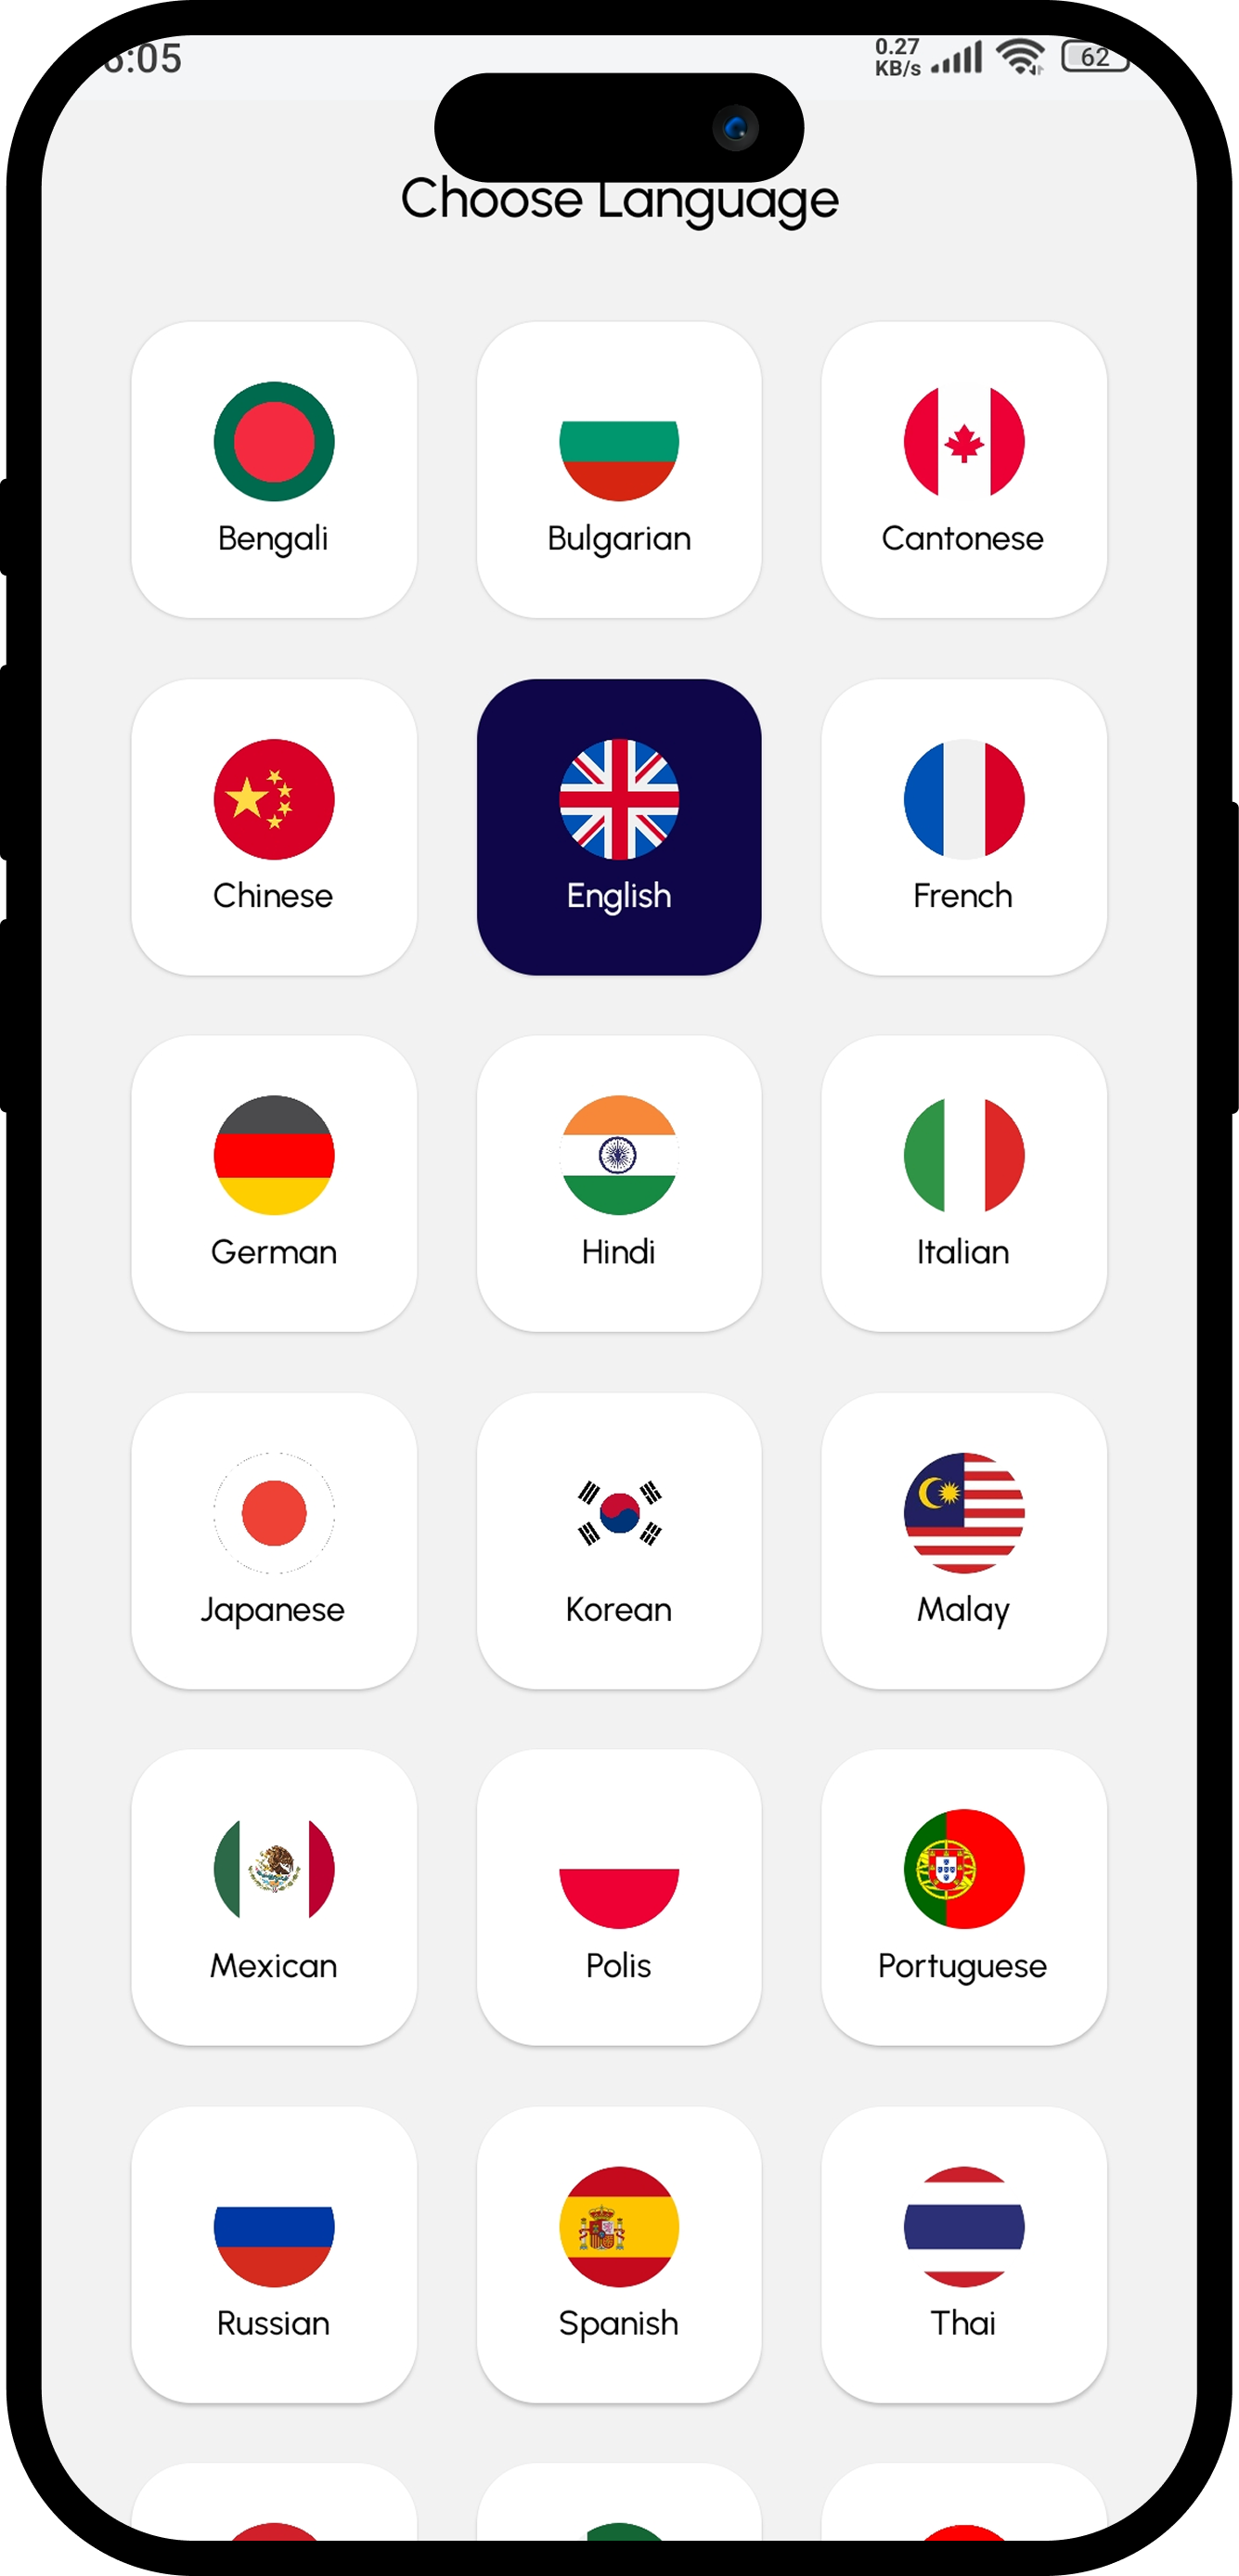 :05
0.27
KB/s
62
Choose Language
Bengali
Bulgarian
Cantonese
Chinese
English
French
German
Hindi
Italian
Japanese
Korean
Malay
Mexican
Polis
Portuguese
Russian
Spanish
Thai